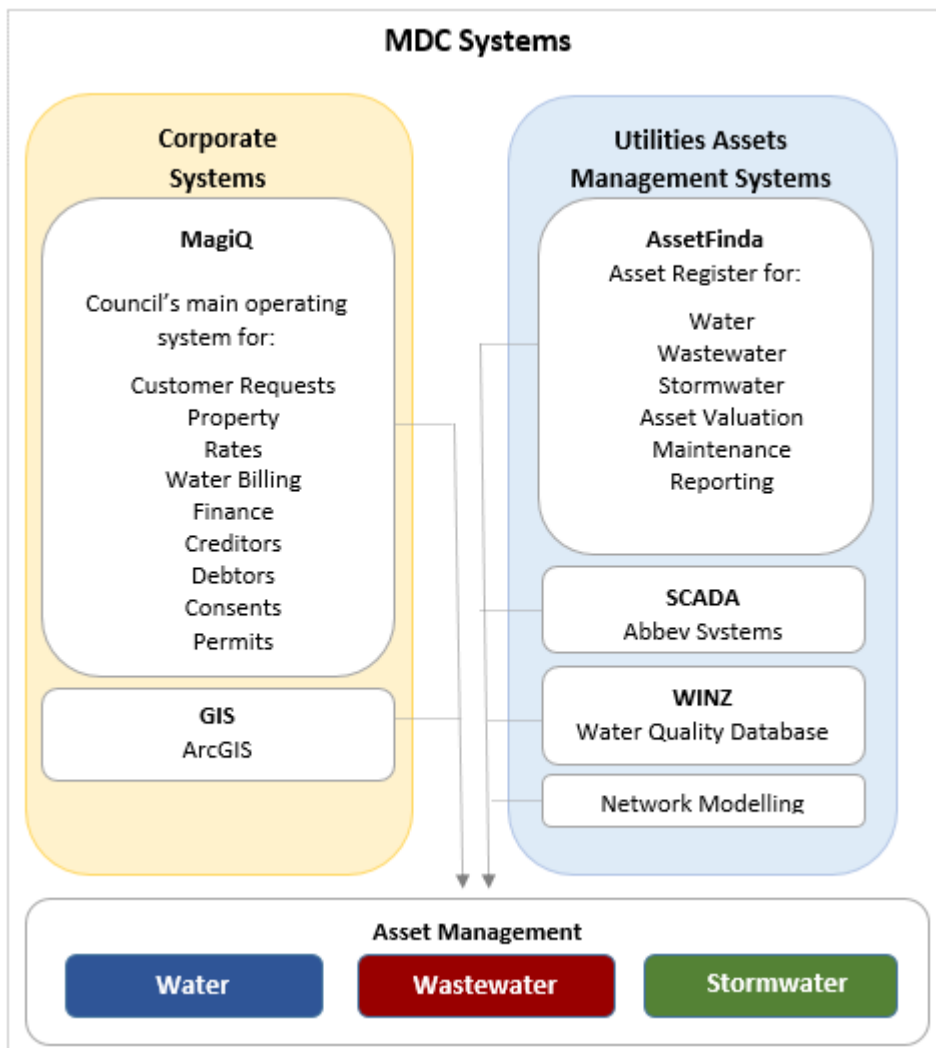 MDC Systems
Corporate
Systems
MagiQ
Council's main operating
system for:
Customer Requests
Property
Rates
Water Billing
Finance
Creditors
Debtors
Consents
Permits
GIS
ArcGIS
Utilities Assets
Management Systems
AssetFinda
Asset Register for:
Water
Wastewater
Stormwater
Asset Valuation
Maintenance
Reporting
SCADA
Abbey Systems
WINZ
Water Quality Database
Network Modelling
Asset Management
Water
Wastewater
Stormwater